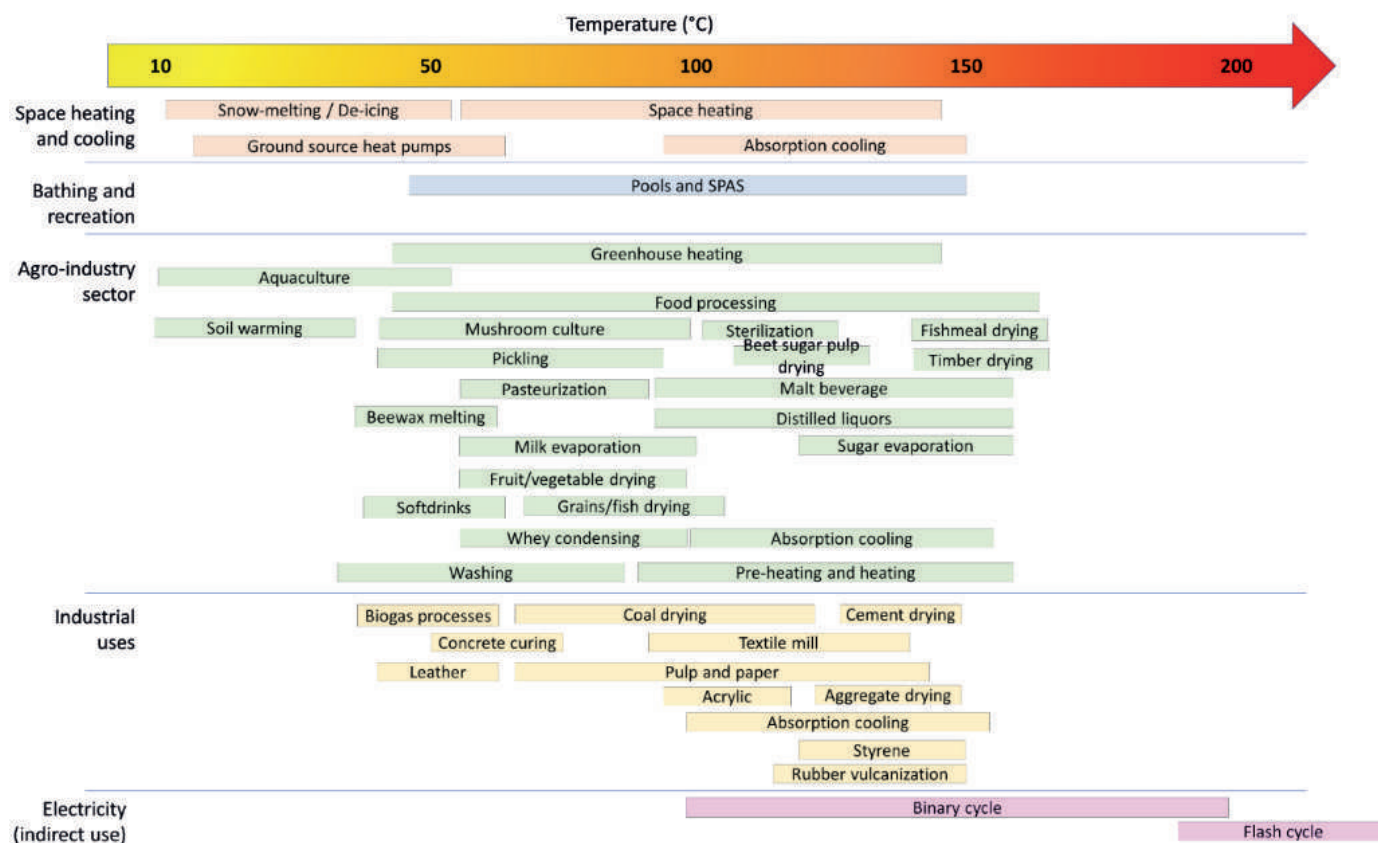 Temperature (°C)
10 50 100 150 200
Space heating
and cooling
Snow-melting / De-icing
Space heating
Ground source heat pumps
Absorption cooling
Bathing and
recreation
Pools and SPAS
Agro-industry
sector
Greenhouse heating
Aquaculture
Food processing
Soil warming
Mushroom culture
Sterilization
Fishmeal drying
Pickling
Beet sugar pulp
drying
Timber drying
Pasteurization
Malt beverage
Beewax melting
Distilled liquors
Milk evaporation
Sugar evaporation
Fruit/vegetable drying
Softdrinks
Grains/fish drying
Whey condensing
Absorption cooling
Washing
Pre-heating and heating
Industrial
uses
Biogas processes
Coal drying
Cement drying
Concrete curing
Textile mill
Leather
Pulp and paper
Acrylic
Aggregate drying
Absorption cooling
Styrene
Rubber vulcanization
Electricity
(indirect use)
Binary cycle
Flash cycle